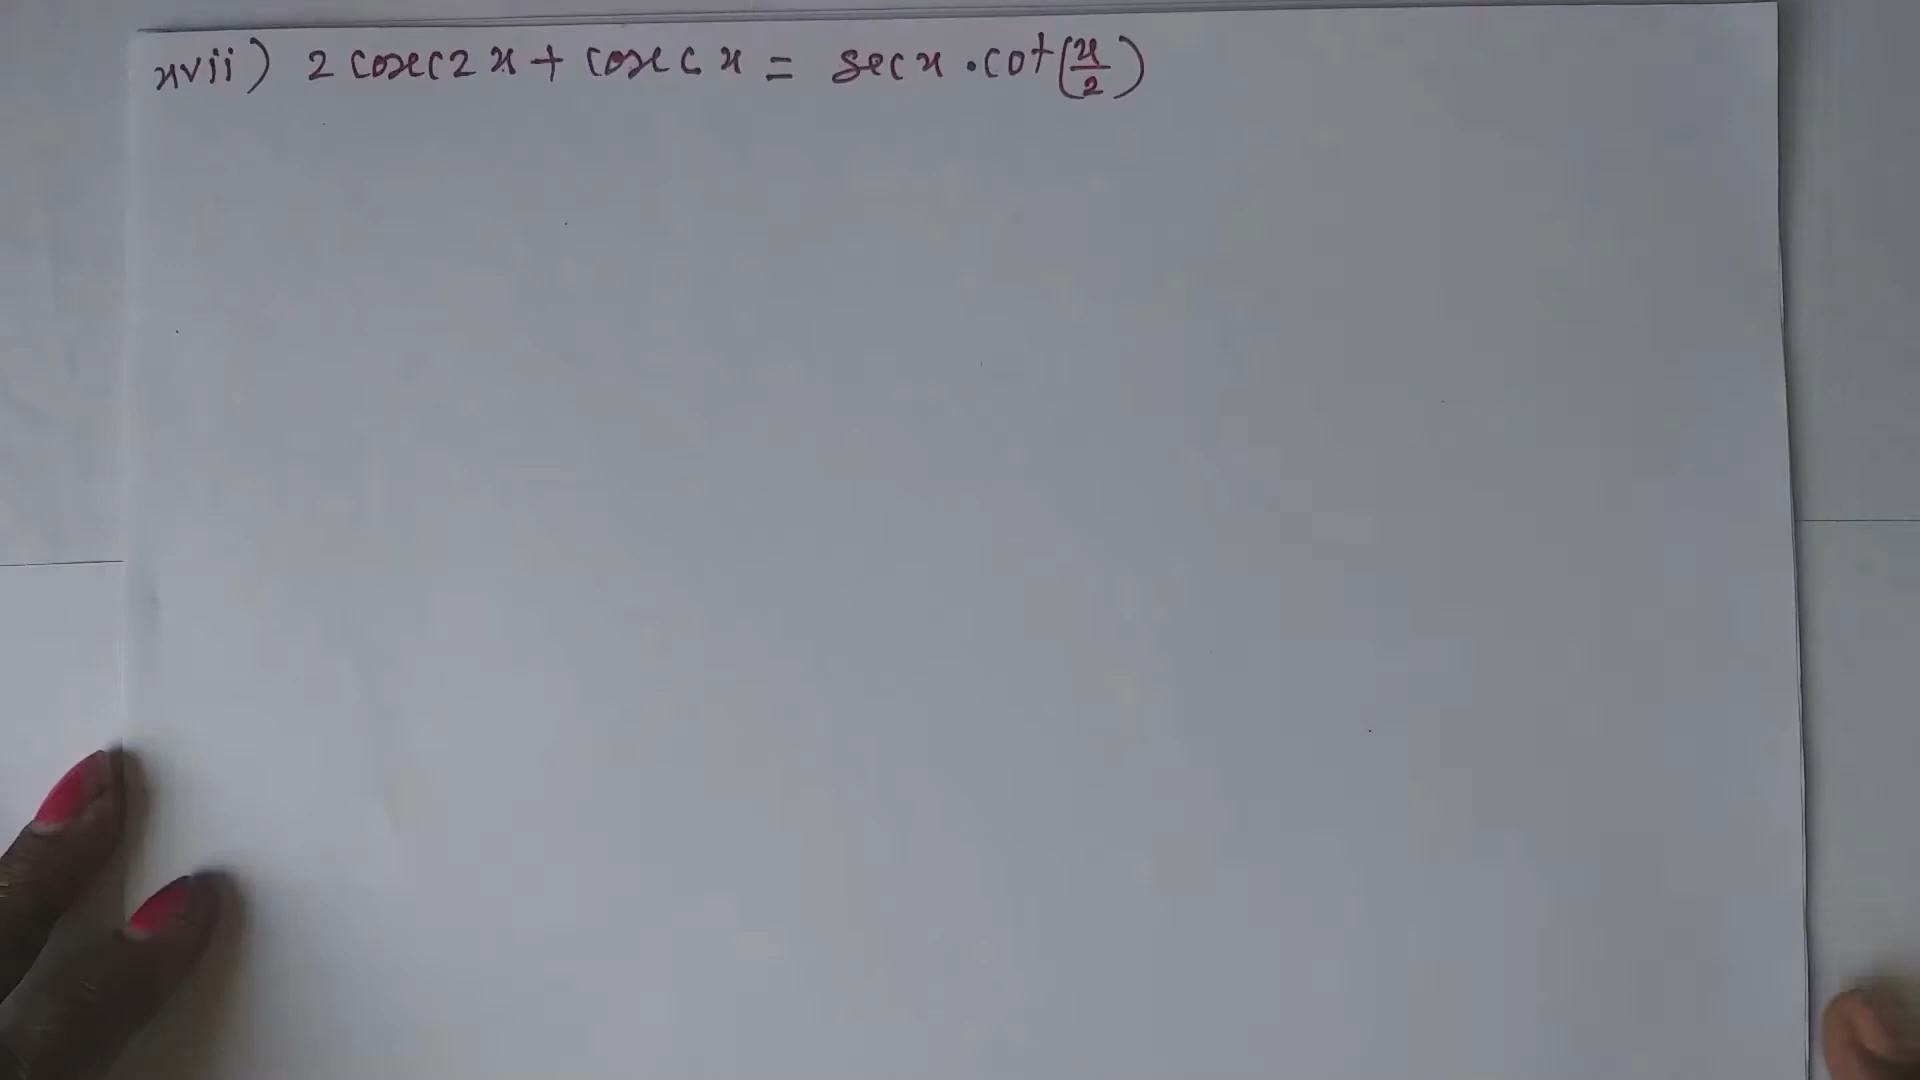 xvii) 2 cosec2x + cosec x = secx . cot(x/2)